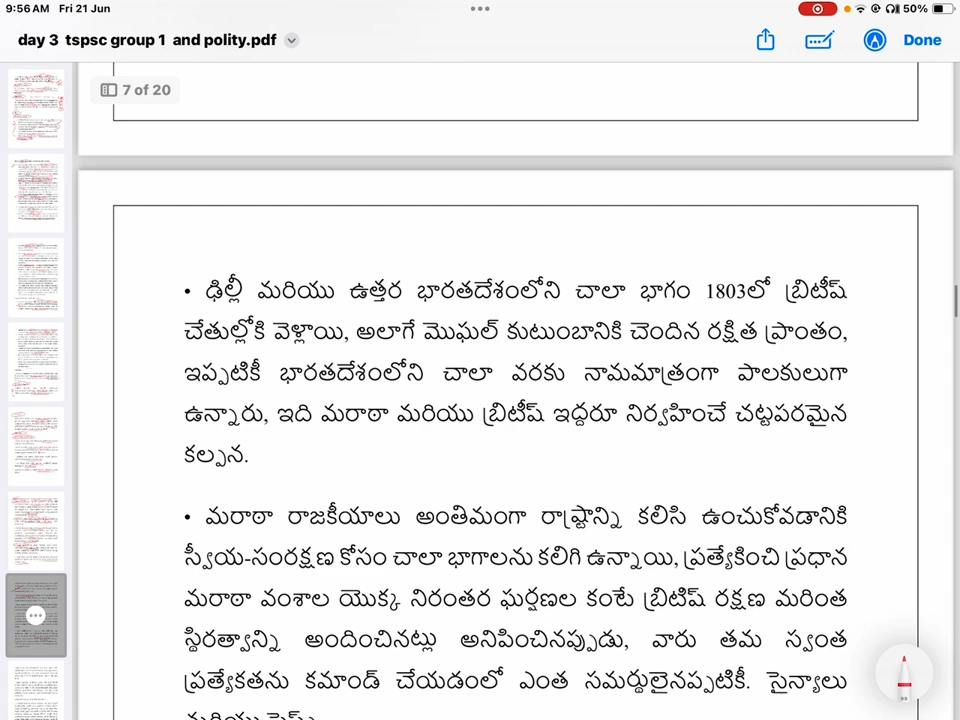 9:56 AM Fri 21 Jun
50%
day 3 tspsc group 1 and polity.pdf
Done
7 of 20
• ఢిల్లీ మరియు ఉత్తర భారతదేశంలోని చాలా భాగం 1803లో బ్రిటీష్
చేతుల్లోకి వెళ్లాయి, అలాగే మొఘల్ కుటుంబానికి చెందిన రక్షిత ప్రాంతం,
ఇప్పటికీ భారతదేశంలోని చాలా వరకు నామమాత్రంగా పాలకులుగా
ఉన్నారు, ఇది మరాఠా మరియు బ్రిటీష్ ఇద్దరూ నిర్వహించే చట్టపరమైన
కల్పన.
• మరాఠా రాజకీయాలు అంతిమంగా రాష్ట్రాన్ని కలిసి ఉంచుకోవడానికి
స్వీయ-సంరక్షణ కోసం చాలా భాగాలను కలిగి ఉన్నాయి, ప్రత్యేకించి ప్రధాన
మరాఠా వంశాల యొక్క నిరంతర ఘర్షణల కంటే బ్రిటిష్ రక్షణ మరింత
స్థిరత్వాన్ని అందించినట్లు అనిపించినప్పుడు, వారు తమ స్వంత
ప్రత్యేకతను కమాండ్ చేయడంలో ఎంత సమర్థులైనప్పటికీ. సైన్యాలు